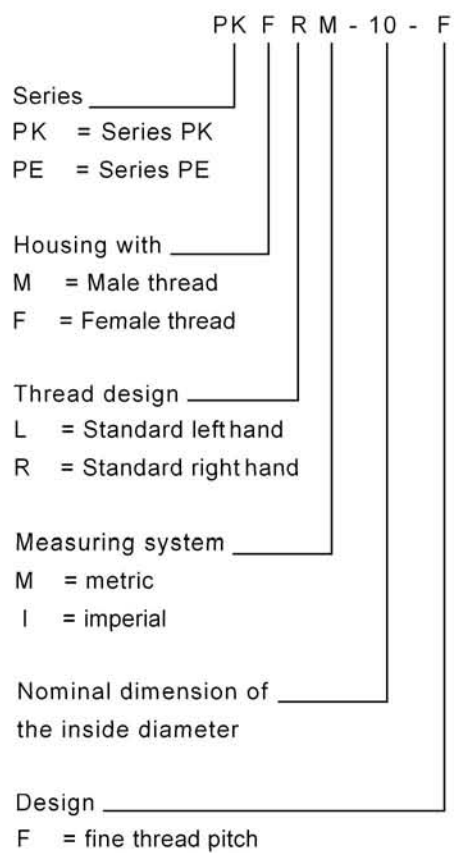 PK F R M - 10 - F
Series
PK = Series PK
PE = Series PE
Housing with
M = Male thread
F = Female thread
Thread design
L = Standard left hand
R = Standard right hand
Measuring system
M = metric
I = imperial
Nominal dimension of
the inside diameter
Design
F = fine thread pitch